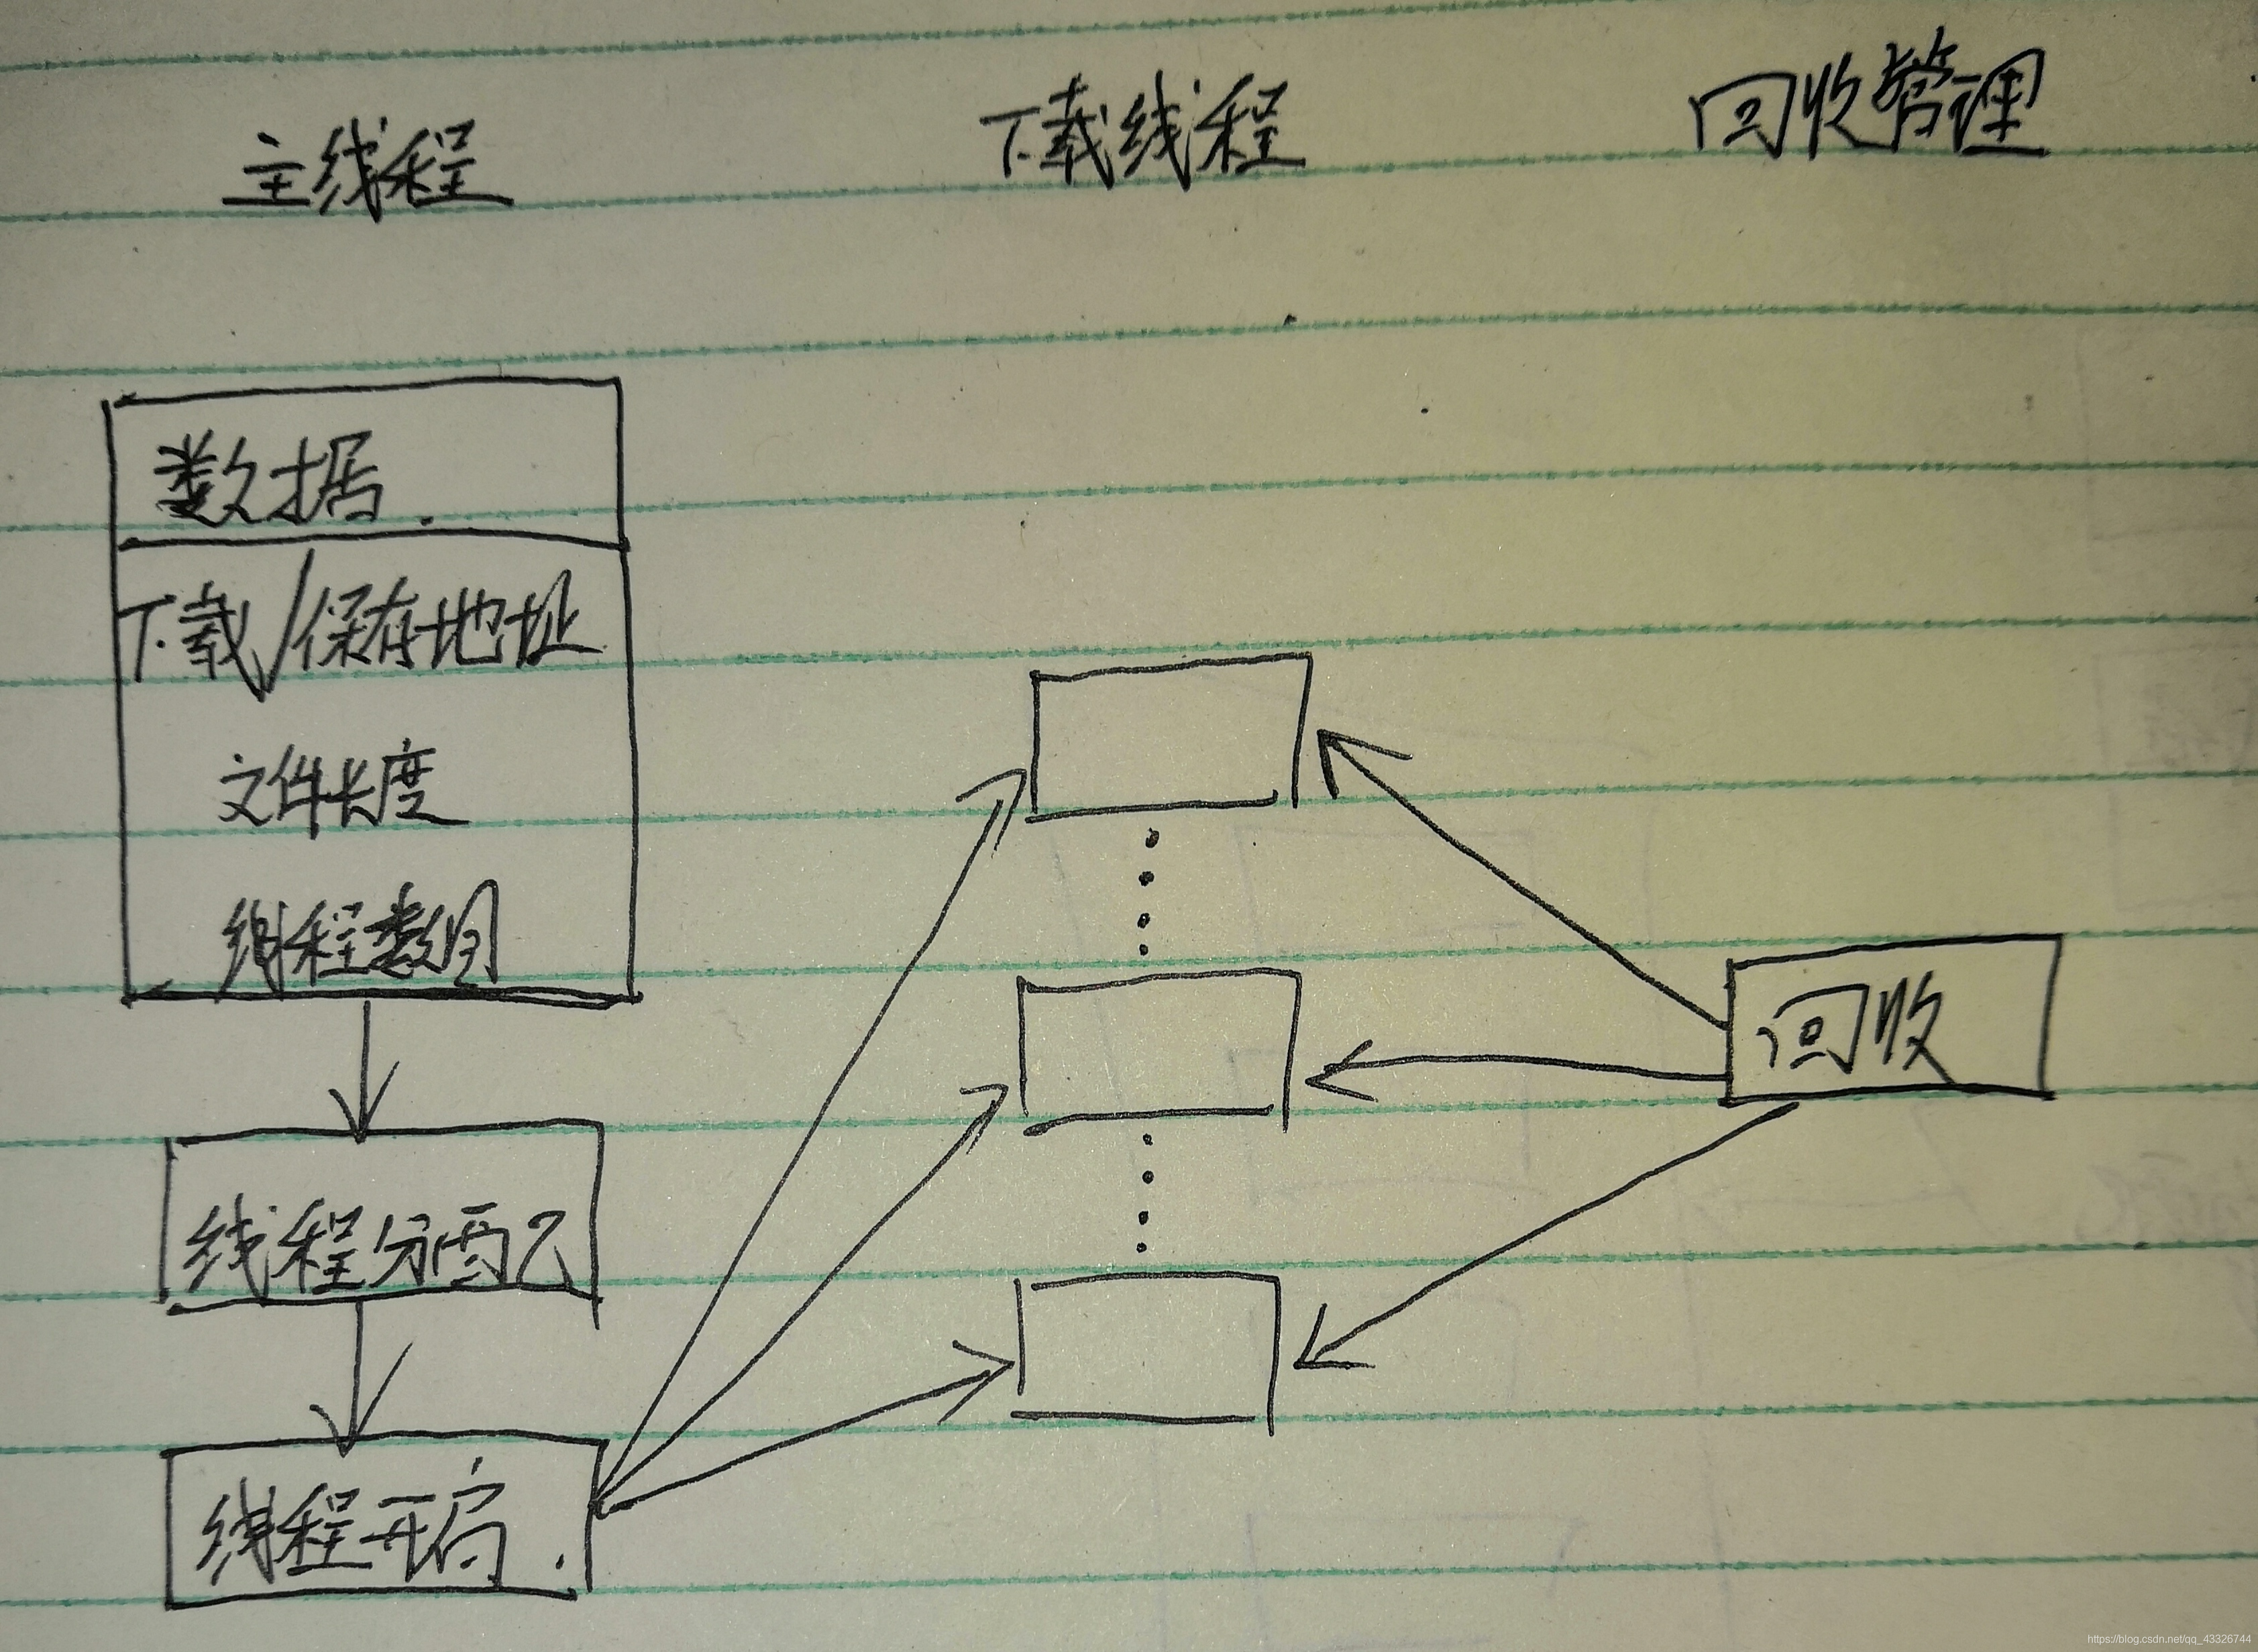 主线程
下载线程
回收管理
数据.
下载/保存地址
文件长度
线程数组
线程分配
线程开启.
回收
https://blog.csdn.net/qq_43326744